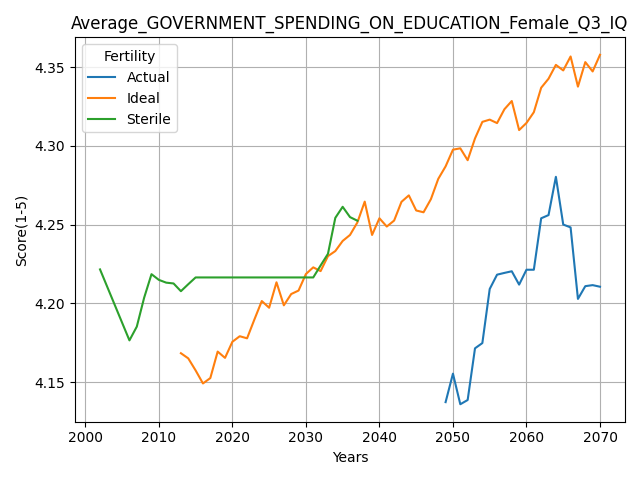 Average_GOVERNMENT_SPENDING_ON_EDUCATION_Female_Q3_IQ
Fertility
Actual
Ideal
Sterile
4.35
4.30
4.25
4.20
4.15
Score(1-5)
2000 2010 2020 2030 2040 2050 2060 2070
Years